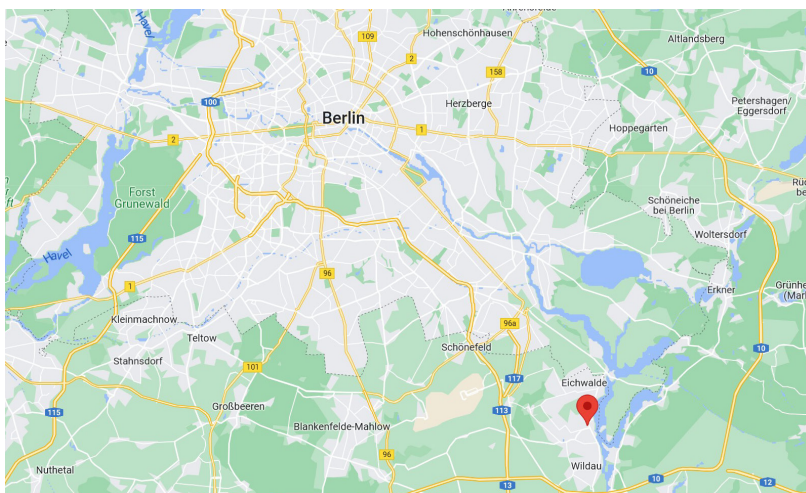 Havel
109
Hohenschönhausen
Ahrensfelde
Altlandsberg
2
158
10
100
Herzberge
Petershagen/
Eggersdorf
Berlin
1
Hoppegarten
2
Forst
Grunewald
Schöneiche
bei Berlin
115
Woltersdorf
Havel
96
1
Erkner
Kleinmachnow
96a
Teltow
Schönefeld
10
Stahnsdorf
101
117
Eichwalde
115
Großbeeren
113
Blankenfelde-Mahlow
96
Nuthetal
Wildau
13
10
12